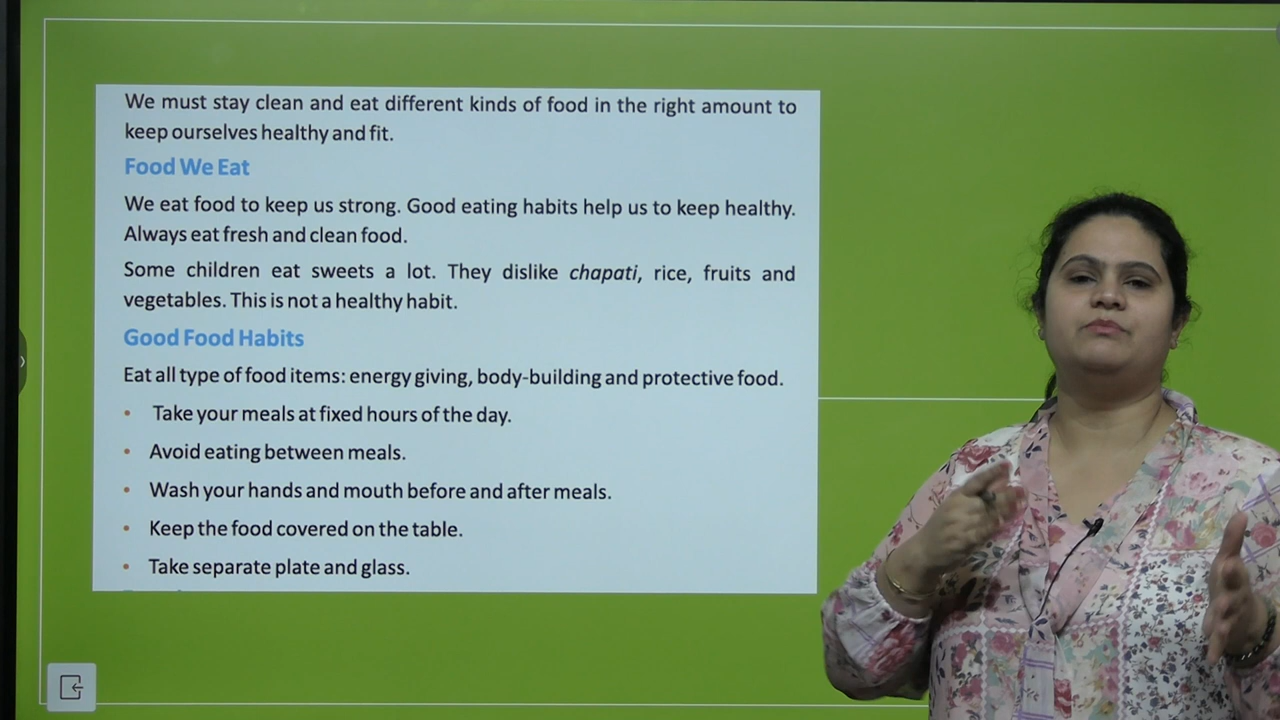 We must stay clean and eat different kinds of food in the right amount to
keep ourselves healthy and fit.
Food We Eat
We eat food to keep us strong. Good eating habits help us to keep healthy.
Always eat fresh and clean food.
Some children eat sweets a lot. They dislike chapati, rice, fruits and
vegetables. This is not a healthy habit.
Good Food Habits
Eat all type of food items: energy giving, body-building and protective food.
• Take your meals at fixed hours of the day.
• Avoid eating between meals.
• Wash your hands and mouth before and after meals.
• Keep the food covered on the table.
• Take separate plate and glass.